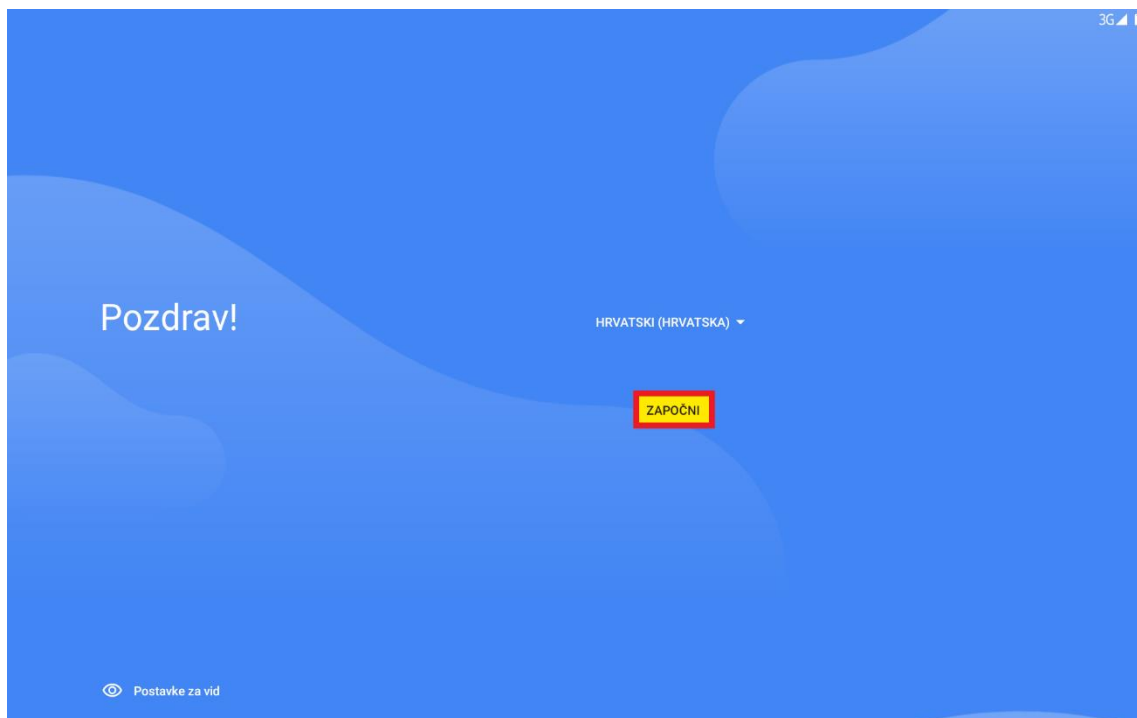 3G
Pozdrav!
HRVATSKI (HRVATSKA)
ZAPOČNI
Postavke za vid